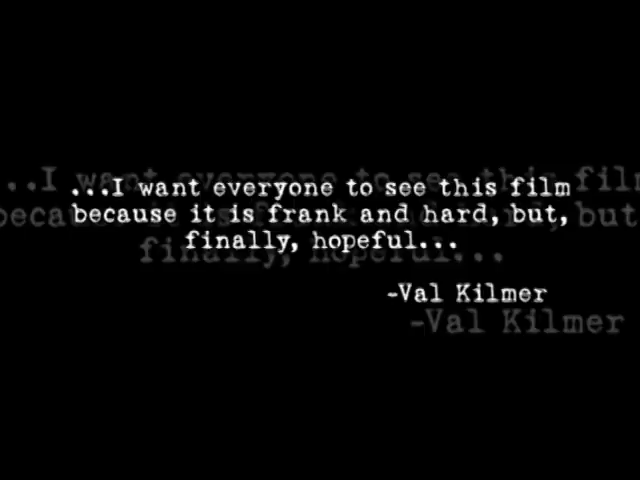 ...I want everyone to see this film
because it is frank and hard, but,
finally, hopeful...
-Val Kilmer